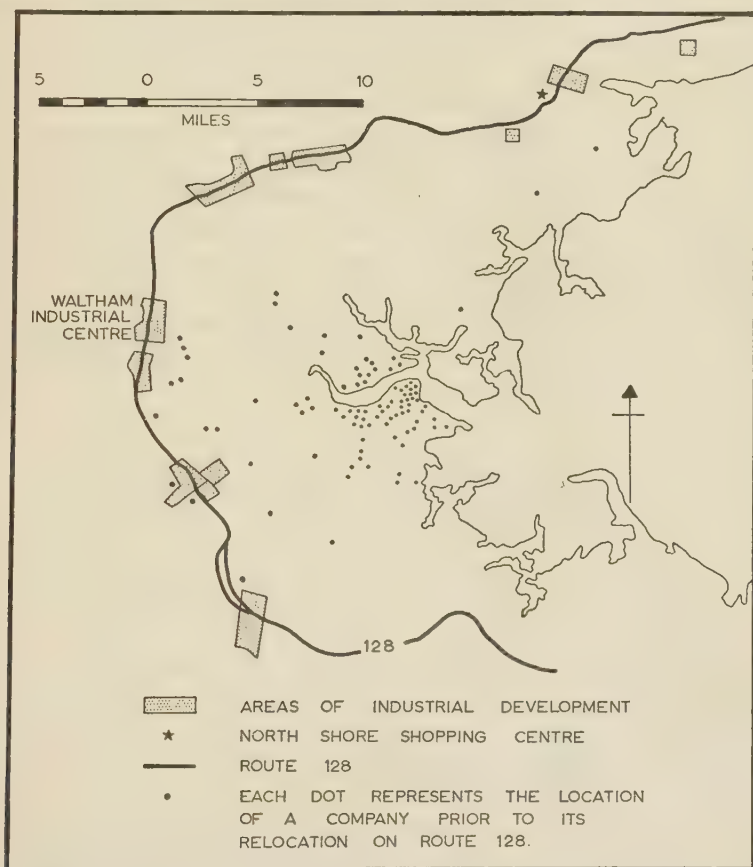 5 0 5 10
MILES
WALTHAM
INDUSTRIAL
CENTRE
128
AREAS OF INDUSTRIAL DEVELOPMENT
NORTH SHORE SHOPPING CENTRE
ROUTE 128
EACH DOT REPRESENTS THE LOCATION
OF A COMPANY PRIOR TO ITS
RELOCATION ON ROUTE 128.